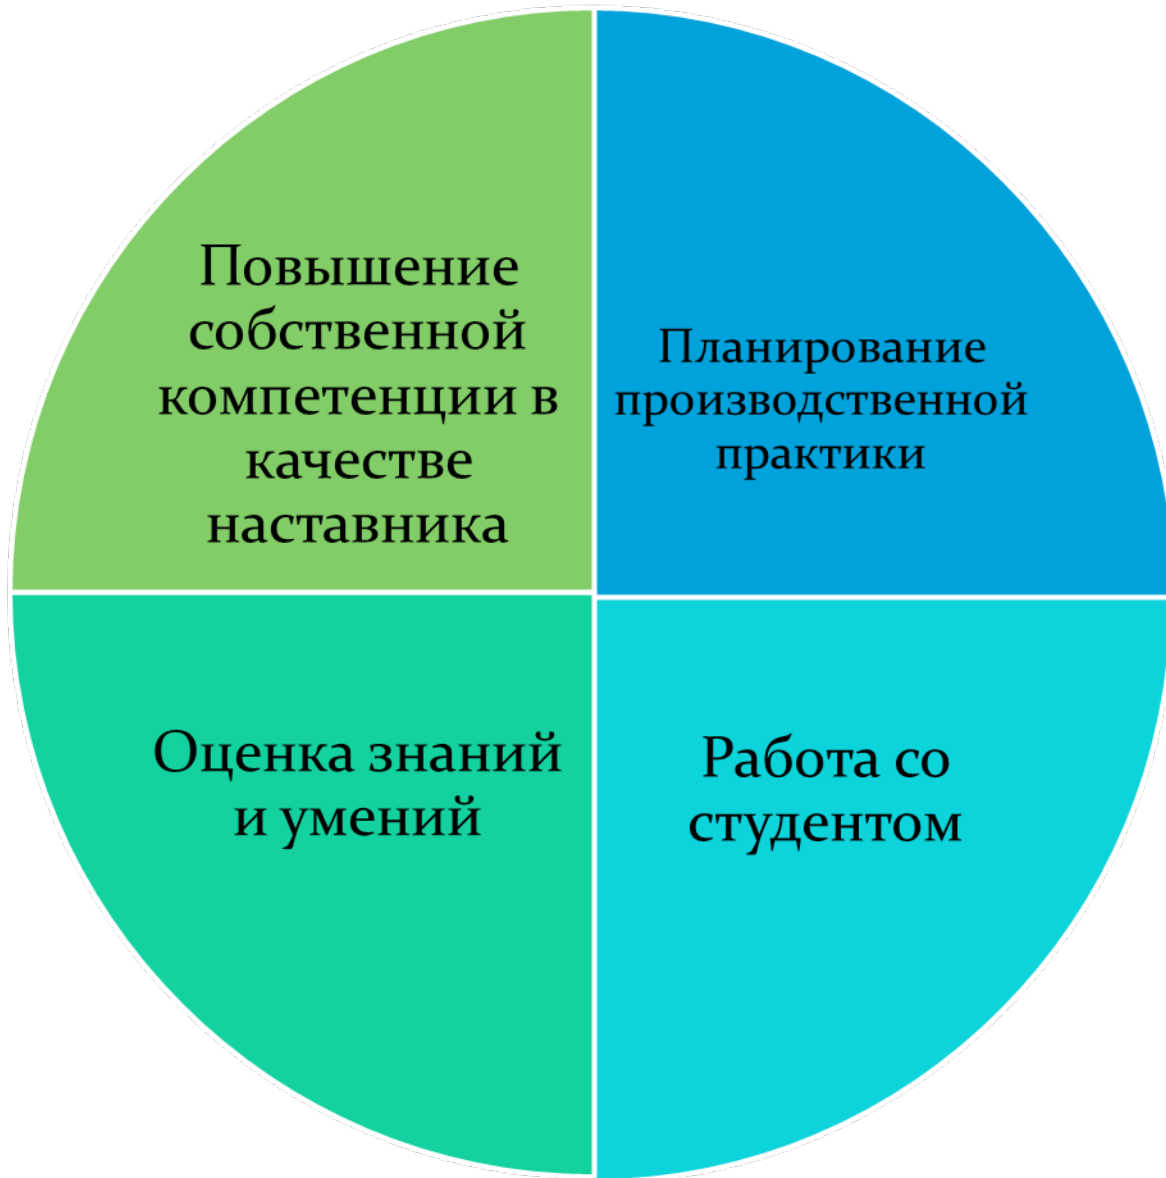 Повышение
собственной
компетенции в
качестве
наставника
Планирование
производственной
практики
Оценка знаний
и умений
Работа со
студентом